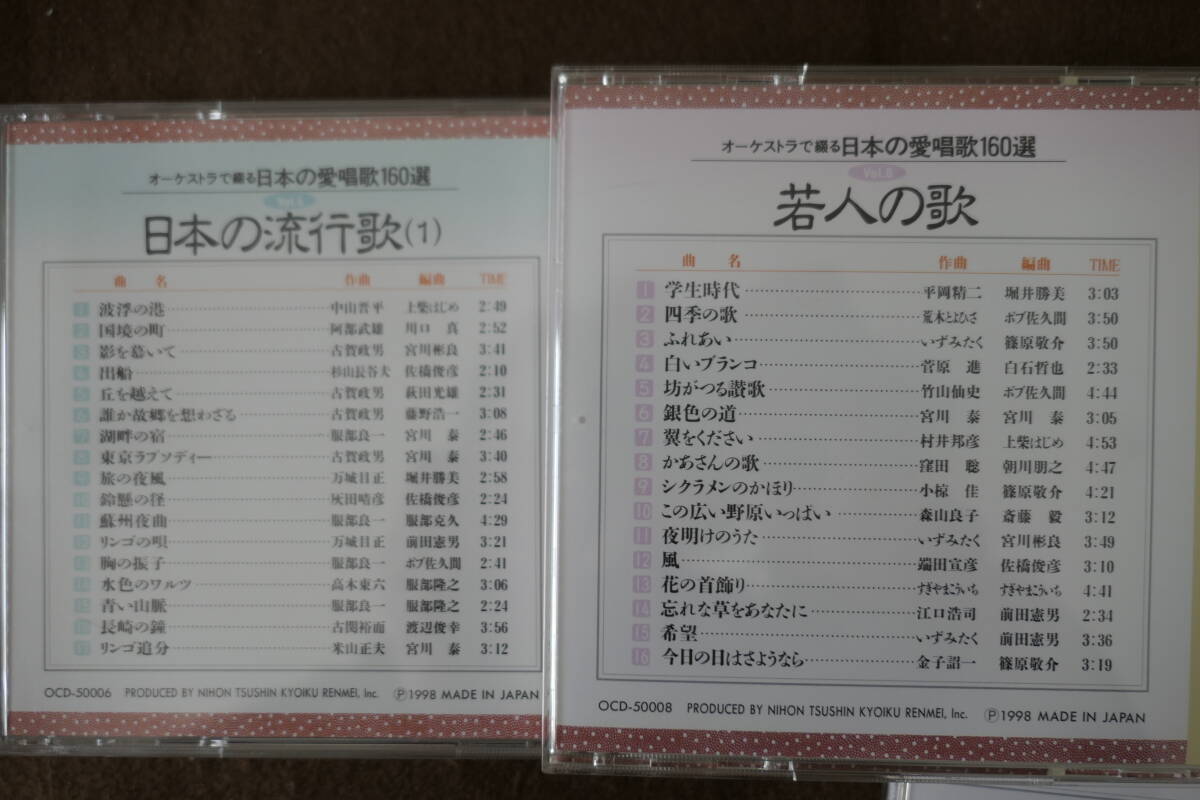 オーケストラで綴る日本の愛唱歌160選
日本の流行歌(1)
曲 名 作曲 編曲 TIME
1 波浮の港 中山晋平 上柴はじめ 2:49
2 国境の町 阿部武雄 川口 真 2:52
3 影を慕いて 古賀政男 宮川彬良 3:41
4 出船 杉山長谷夫 佐橋俊彦 2:10
5 丘を越えて 古賀政男 萩田光雄 2:31
6 誰か故郷を想わざる 古賀政男 藤野浩一 3:08
7 湖畔の宿 服部良一 宮川 泰 2:46
8 東京ラプソディー 古賀政男 宮川 泰 3:40
9 旅の夜風 万城目正 堀井勝美 2:58
10 鈴懸の径 灰田晴彦 佐橋俊彦 2:24
11 蘇州夜曲 服部良一 服部克久 4:29
12 リンゴの唄 万城目正 前田憲男 3:21
13 胸の振子 服部良一 ボブ佐久間 2:41
14 水色のワルツ 高木東六 服部隆之 3:06
15 青い山脈 服部良一 服部隆之 2:24
16 長崎の鐘 古関裕而 渡辺俊幸 3:56
17 リンゴ追分 米山正夫 宮川 泰 3:12
OCD-50006 PRODUCED BY NIHON TSUSHIN KYOIKU RENMEI, Inc. Ⓟ1998 MADE IN JAPAN
オーケストラで綴る日本の愛唱歌160選
Vol.8
若人の歌
曲 名 作曲 編曲 TIME
1 学生時代 平岡精二 堀井勝美 3:03
2 四季の歌 荒木とよひさ ボブ佐久間 3:50
3 ふれあい いずみたく 篠原敬介 3:50
4 白いブランコ 菅原 進 白石哲也 2:33
5 坊がつる讃歌 竹山仙史 ボブ佐久間 4:44
6 銀色の道 宮川 泰 宮川 泰 3:05
7 翼をください 村井邦彦 上柴はじめ 4:53
8 かあさんの歌 窪田 聡 朝川朋之 4:47
9 シクラメンのかほり 小椋 佳 篠原敬介 4:21
10 この広い野原いっぱい 森山良子 斎藤 毅 3:12
11 夜明けのうた いずみたく 宮川彬良 3:49
12 風 端田宣彦 佐橋俊彦 3:10
13 花の首飾り すぎやまこういち すぎやまこういち 4:41
14 忘れな草をあなたに 江口浩司 前田憲男 2:34
15 希望 いずみたく 前田憲男 3:36
16 今日の日はさようなら 金子詔一 篠原敬介 3:19
OCD-50008 PRODUCED BY NIHON TSUSHIN KYOIKU RENMEI, Inc. Ⓟ1998 MADE IN JAPAN